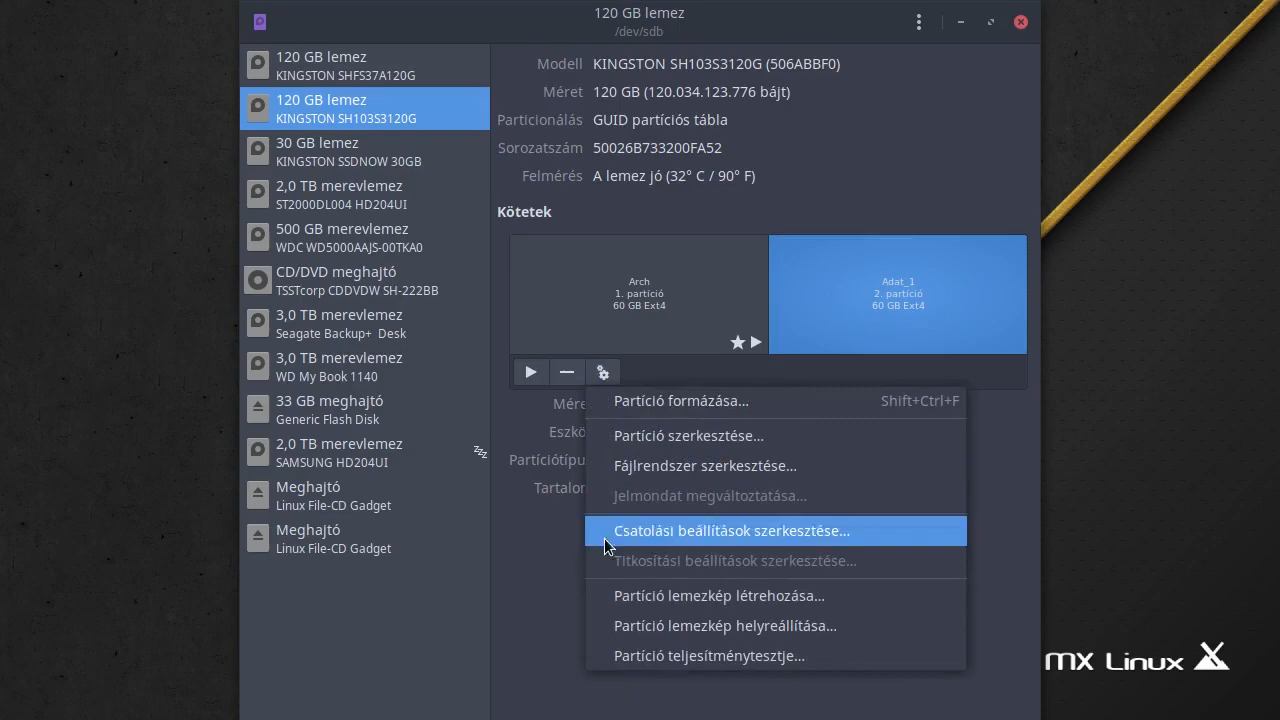 120 GB lemez
/dev/sdb
120 GB lemez
KINGSTON SHFS37A120G
120 GB lemez
KINGSTON SH103S3120G
30 GB lemez
KINGSTON SSDNOW 30GB
2,0 TB merevlemez
ST2000DL004 HD204UI
500 GB merevlemez
WDC WD5000AAJS-00TKA0
CD/DVD meghajtó
TSSTcorp CDDVDW SH-222BB
3,0 TB merevlemez
Seagate Backup+ Desk
3,0 TB merevlemez
WD My Book 1140
33 GB meghajtó
Generic Flash Disk
2,0 TB merevlemez
SAMSUNG HD204UI
zzz
Meghajtó
Linux File-CD Gadget
Meghajtó
Linux File-CD Gadget
Modell KINGSTON SH103S3120G (506ABBF0)
Méret 120 GB (120.034.123.776 bájt)
Particionálás GUID partíciós tábla
Sorozatszám 50026B733200FA52
Felmérés A lemez jó (32° C / 90° F)
Kötetek
Arch
1. partíció
60 GB Ext4
Adat_1
2. partíció
60 GB Ext4
Mére
Eszkö
Partíciótípu
Tartalom
Partíció formázása... Shift+Ctrl+F
Partíció szerkesztése...
Fájlrendszer szerkesztése...
Jelmondat megváltoztatása...
Csatolási beállítások szerkesztése...
Titkosítási beállítások szerkesztése...
Partíció lemezkép létrehozása...
Partíció lemezkép helyreállítása...
Partíció teljesítménytesztje...
MX Linux